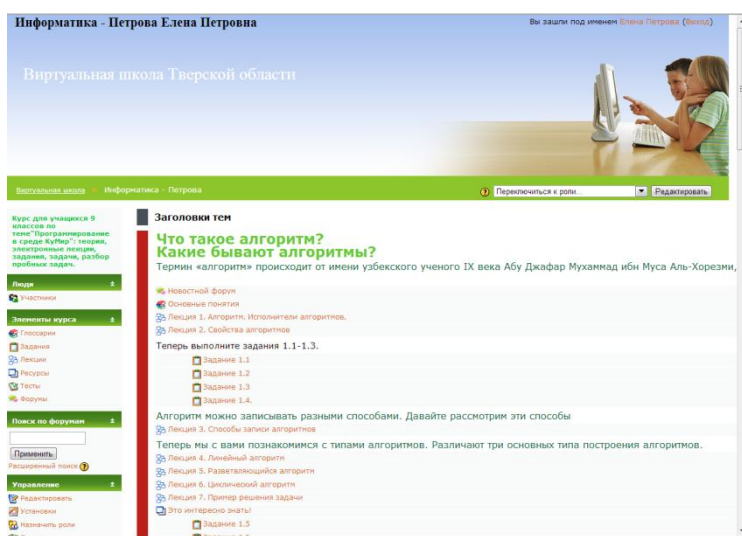 Информатика - Петрова Елена Петровна
Вы зашли под именем Елена Петрова (Выход)
Виртуальная школа Тверской области
Виртуальная школа ► Информатика - Петрова
Переключиться к роли...
Редактировать
Курс для учащихся 9
классов по
теме"Программирование
в среде КуМир": теория,
электронные лекции,
задания, задачи, разбор
пробных задач.
Люди
Участники
Элементы курса
Глоссарии
Задания
Лекции
Ресурсы
Тесты
Форумы
Поиск по форумам
Применить
Расширенный поиск
Управление
Редактировать
Установки
Назначить роли
Заголовки тем
Что такое алгоритм?
Какие бывают алгоритмы?
Термин «алгоритм» происходит от имени узбекского ученого IX века Абу Джафар Мухаммад ибн Муса Аль-Хорезми,
Новостной форум
Основные понятия
Лекция 1. Алгоритм. Исполнители алгоритмов.
Лекция 2. Свойства алгоритмов
Теперь выполните задания 1.1-1.3.
Задание 1.1
Задание 1.2
Задание 1.3
Задание 1.4.
Алгоритм можно записывать разными способами. Давайте рассмотрим эти способы
Лекция 3. Способы записи алгоритмов
Теперь мы с вами познакомимся с типами алгоритмов. Различают три основных типа построения алгоритмов.
Лекция 4. Линейный алгоритм
Лекция 5. Разветвляющийся алгоритм
Лекция 6. Циклический алгоритм
Лекция 7. Пример решения задачи
Это интересно знать!
Задание 1.5